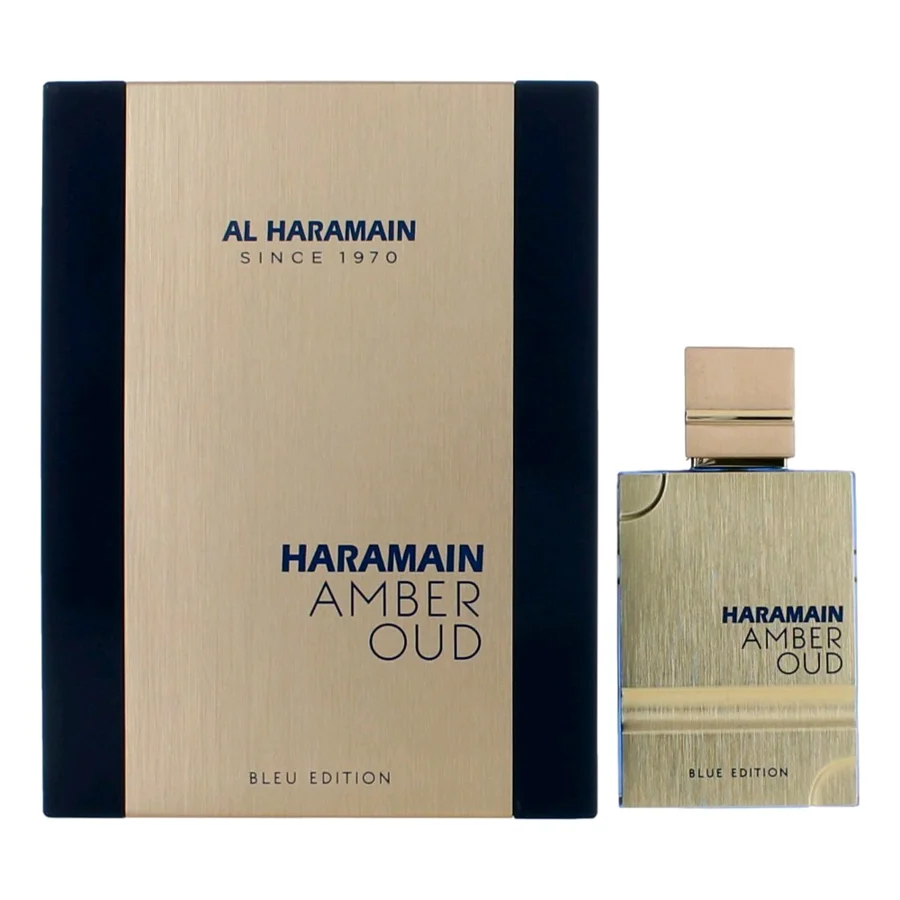 AL HARAMAIN
SINCE 1970
HARAMAIN
AMBER
OUD
BLEU EDITION
HARAMAIN
AMBER
OUD
BLUE EDITION